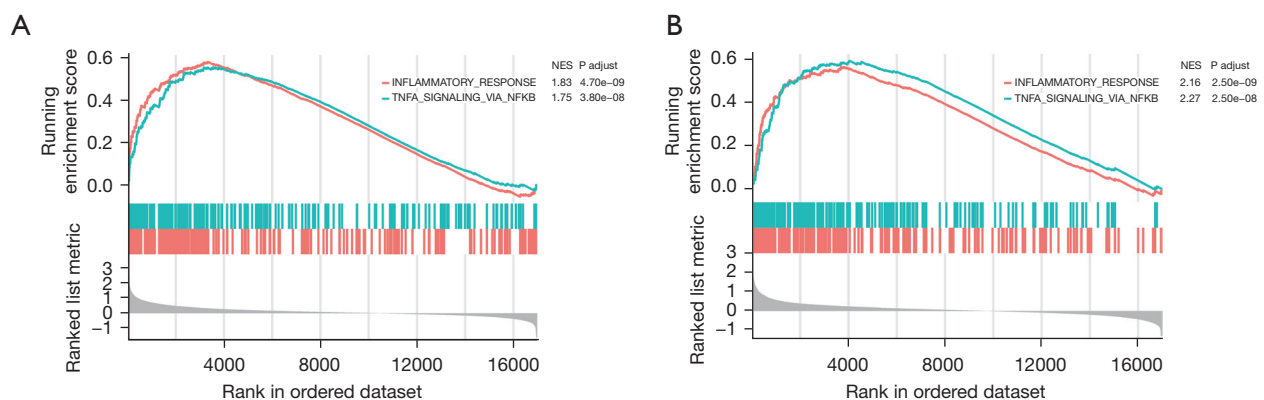 A
Running enrichment score
0.6
0.4
0.2
0.0
NES P adjust
INFLAMMATORY_RESPONSE 1.83 4.70e-09
TNFA_SIGNALING_VIA_NFKB 1.75 3.80e-08
Ranked list metric
3
2
1
0
−1
4000 8000 12000 16000
Rank in ordered dataset
B
Running enrichment score
0.6
0.4
0.2
0.0
NES P adjust
INFLAMMATORY_RESPONSE 2.16 2.50e-09
TNFA_SIGNALING_VIA_NFKB 2.27 2.50e-08
Ranked list metric
3
2
1
0
−1
4000 8000 12000 16000
Rank in ordered dataset